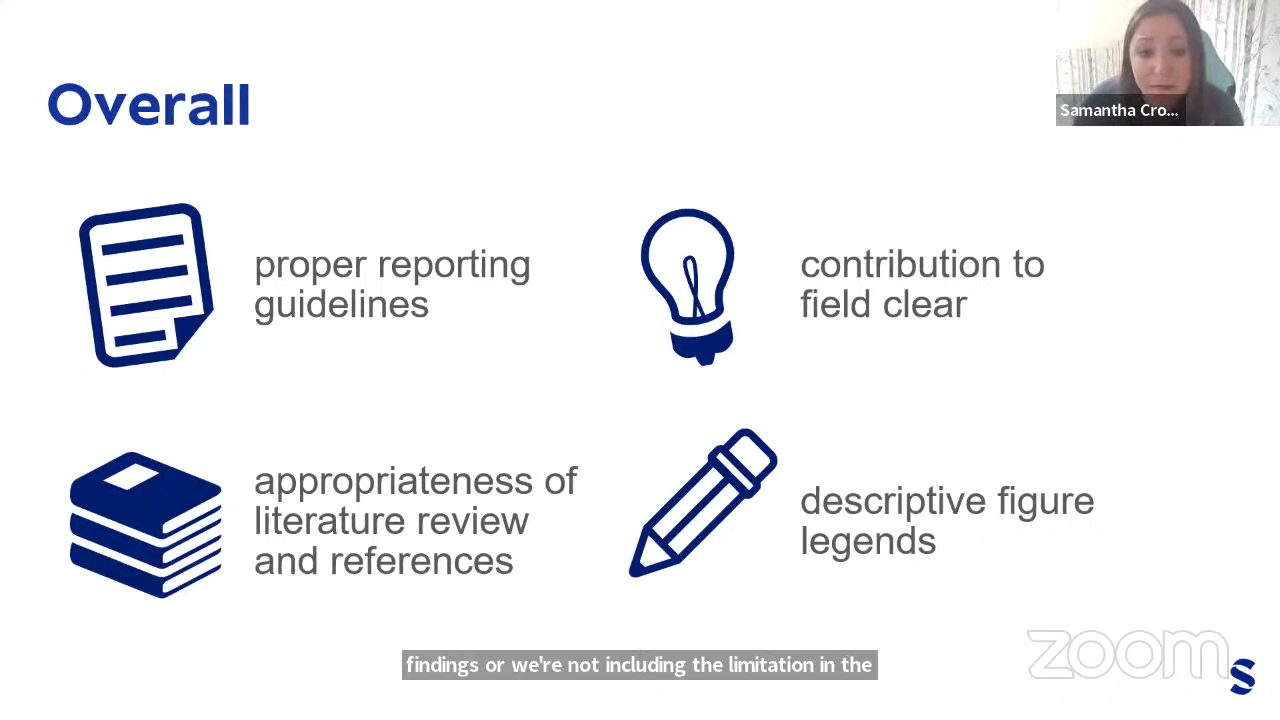 Overall
Samantha Cro...
proper reporting
guidelines
contribution to
field clear
appropriateness of
literature review
and references
descriptive figure
legends
findings or we're not including the limitation in the
zoom
S